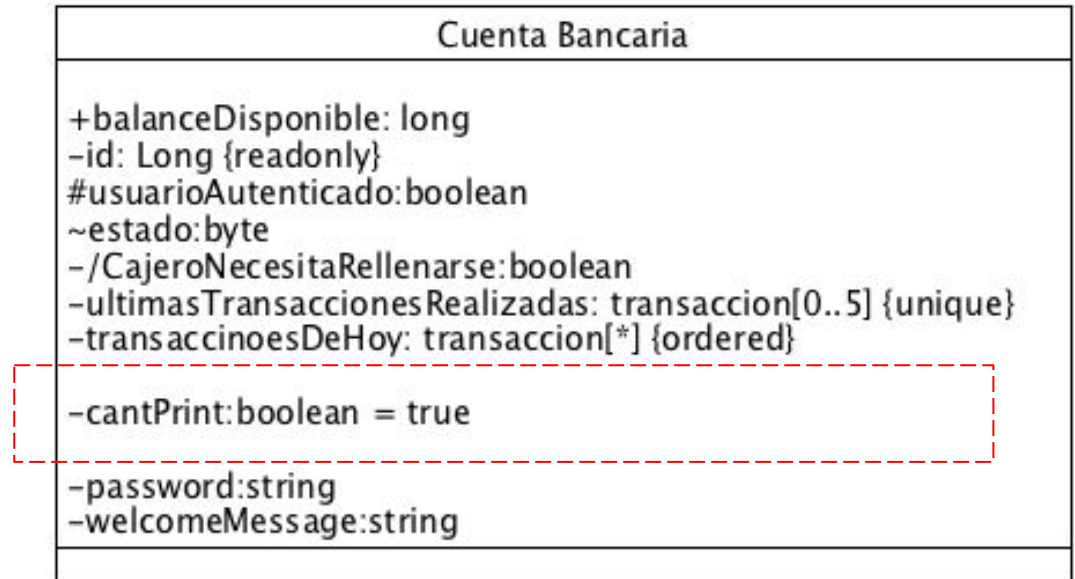 Cuenta Bancaria
+balanceDisponible: long
-id: Long {readonly}
#usuarioAutenticado:boolean
~estado:byte
-/CajeroNecesitaRellenarse:boolean
-ultimasTransaccionesRealizadas: transaccion[0..5] {unique}
-transaccinoesDeHoy: transaccion[*] {ordered}
-cantPrint:boolean = true
-password:string
-welcomeMessage:string